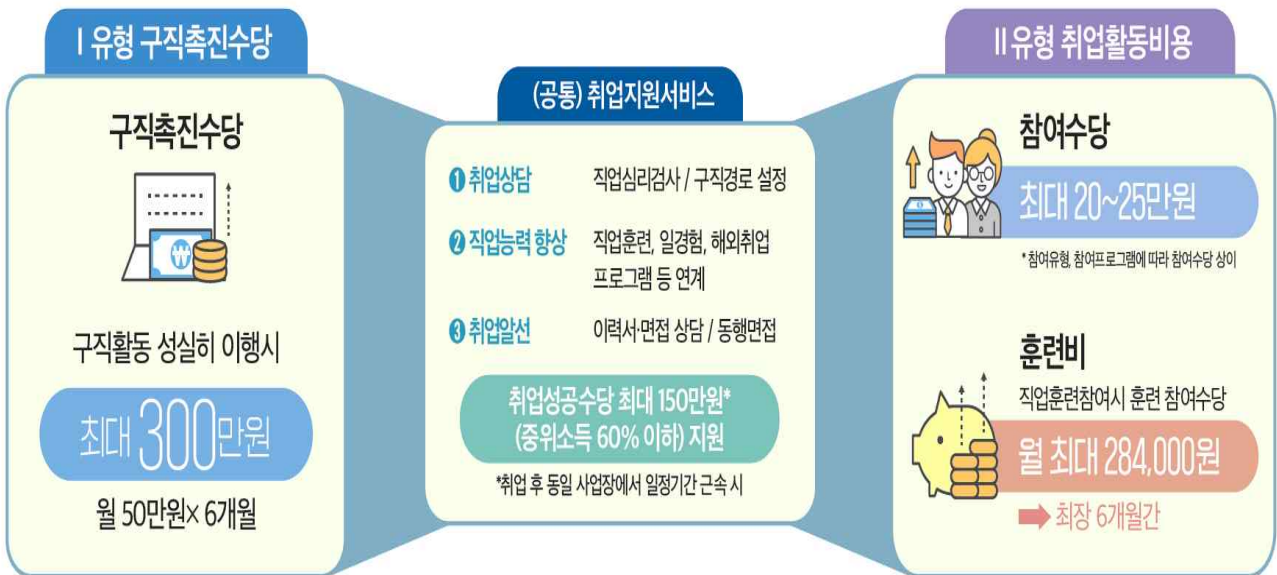 I 유형 구직촉진수당
구직촉진수당
₩
구직활동 성실히 이행시
최대 300만원
월 50만원× 6개월
(공통) 취업지원서비스
❶ 취업상담 직업심리검사 / 구직경로 설정
❷ 직업능력 향상 직업훈련, 일경험, 해외취업
프로그램 등 연계
❸ 취업알선 이력서·면접 상담 / 동행면접
취업성공수당 최대 150만원*
(중위소득 60% 이하) 지원
*취업 후 동일 사업장에서 일정기간 근속 시
II 유형 취업활동비용
참여수당
최대 20~25만원
* 참여유형, 참여프로그램에 따라 참여수당 상이
훈련비
직업훈련참여시 훈련 참여수당
월 최대 284,000원
➡ 최장 6개월간